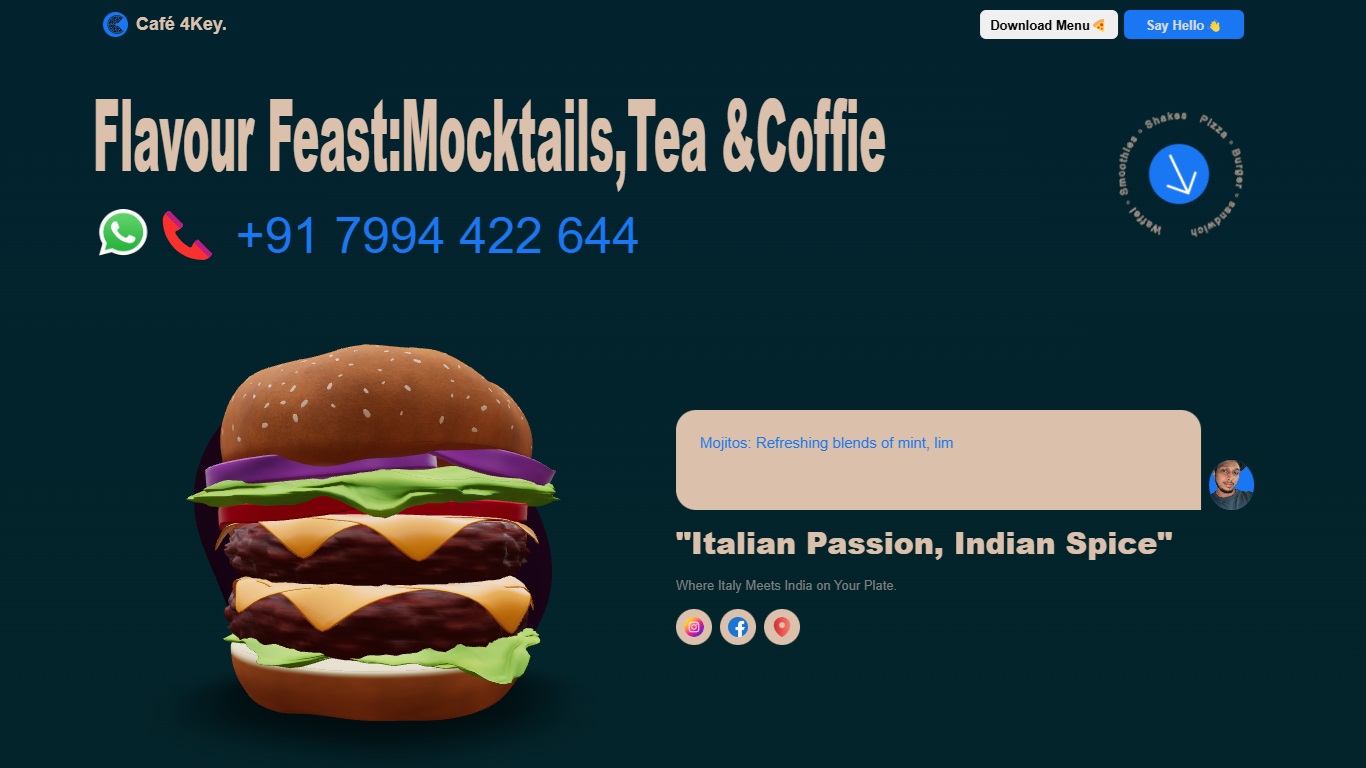 Café 4Key.
Download Menu
Say Hello
Flavour Feast:Mocktails,Tea &Coffie
+91 7994 422 644
Pizza • Burger • sandwich
Waffel • Smoothies • Shakes
Mojitos: Refreshing blends of mint, lim
"Italian Passion, Indian Spice"
Where Italy Meets India on Your Plate.